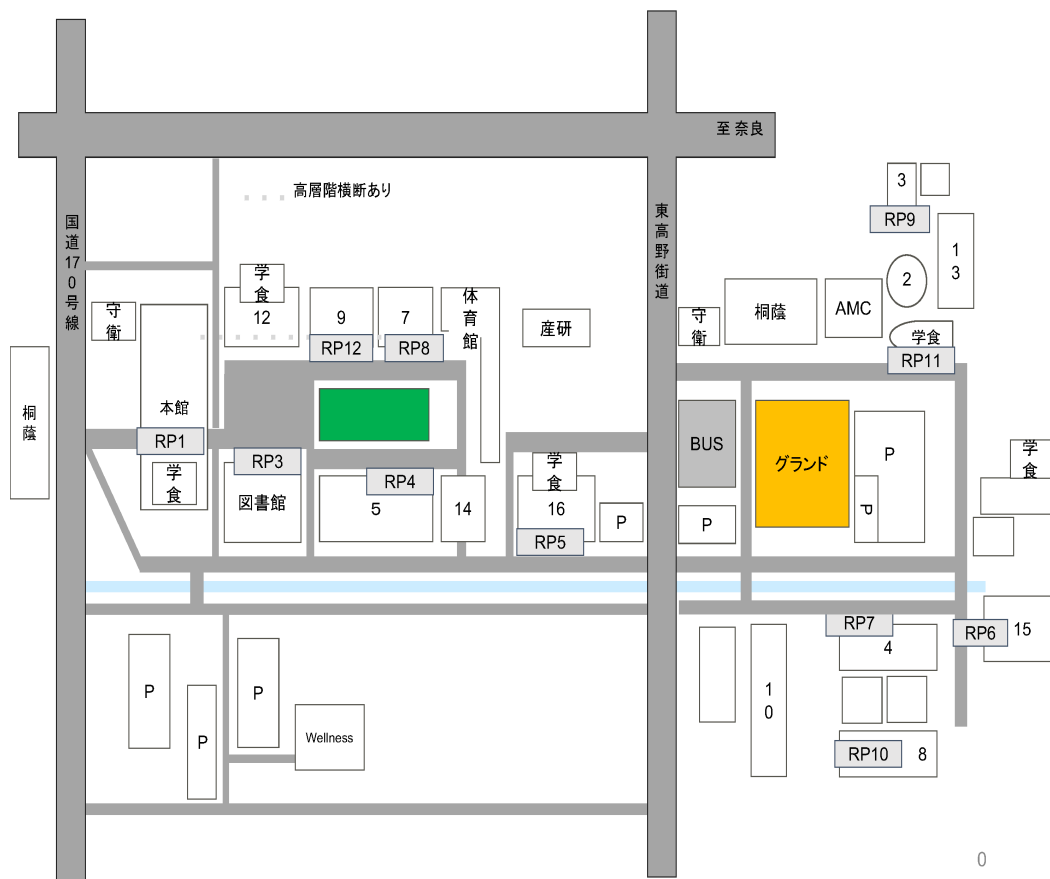 至 奈良
高層階横断あり
国道170号線
東高野街道
3
RP9
13
2
学食
12
9
7
体育館
産研
守衛
守衛
桐蔭
AMC
学食
RP11
RP12
RP8
桐蔭
本館
RP1
学食
RP3
図書館
RP4
5
14
学食
16
RP5
P
BUS
P
グランド
P
P
学食
RP7
4
RP6
15
10
RP10
8
P
P
P
Wellness
0